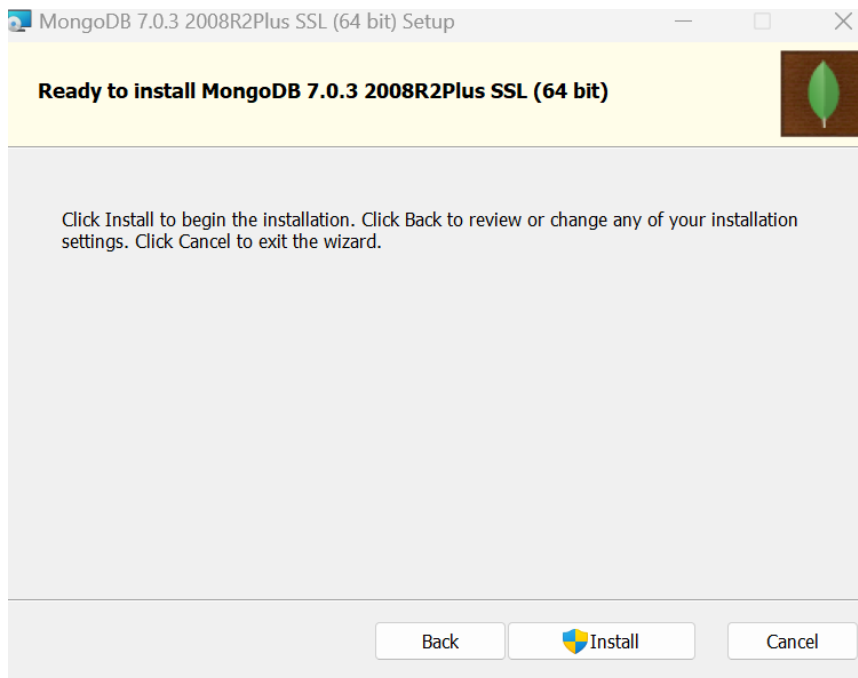 MongoDB 7.0.3 2008R2Plus SSL (64 bit) Setup
Ready to install MongoDB 7.0.3 2008R2Plus SSL (64 bit)
Click Install to begin the installation. Click Back to review or change any of your installation
settings. Click Cancel to exit the wizard.
Back Install Cancel